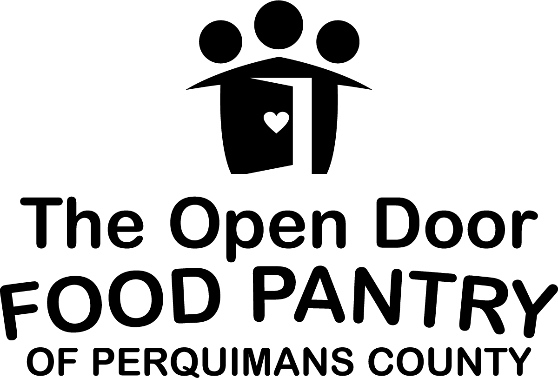 The Open Door
FOOD PANTRY
OF PERQUIMANS COUNTY